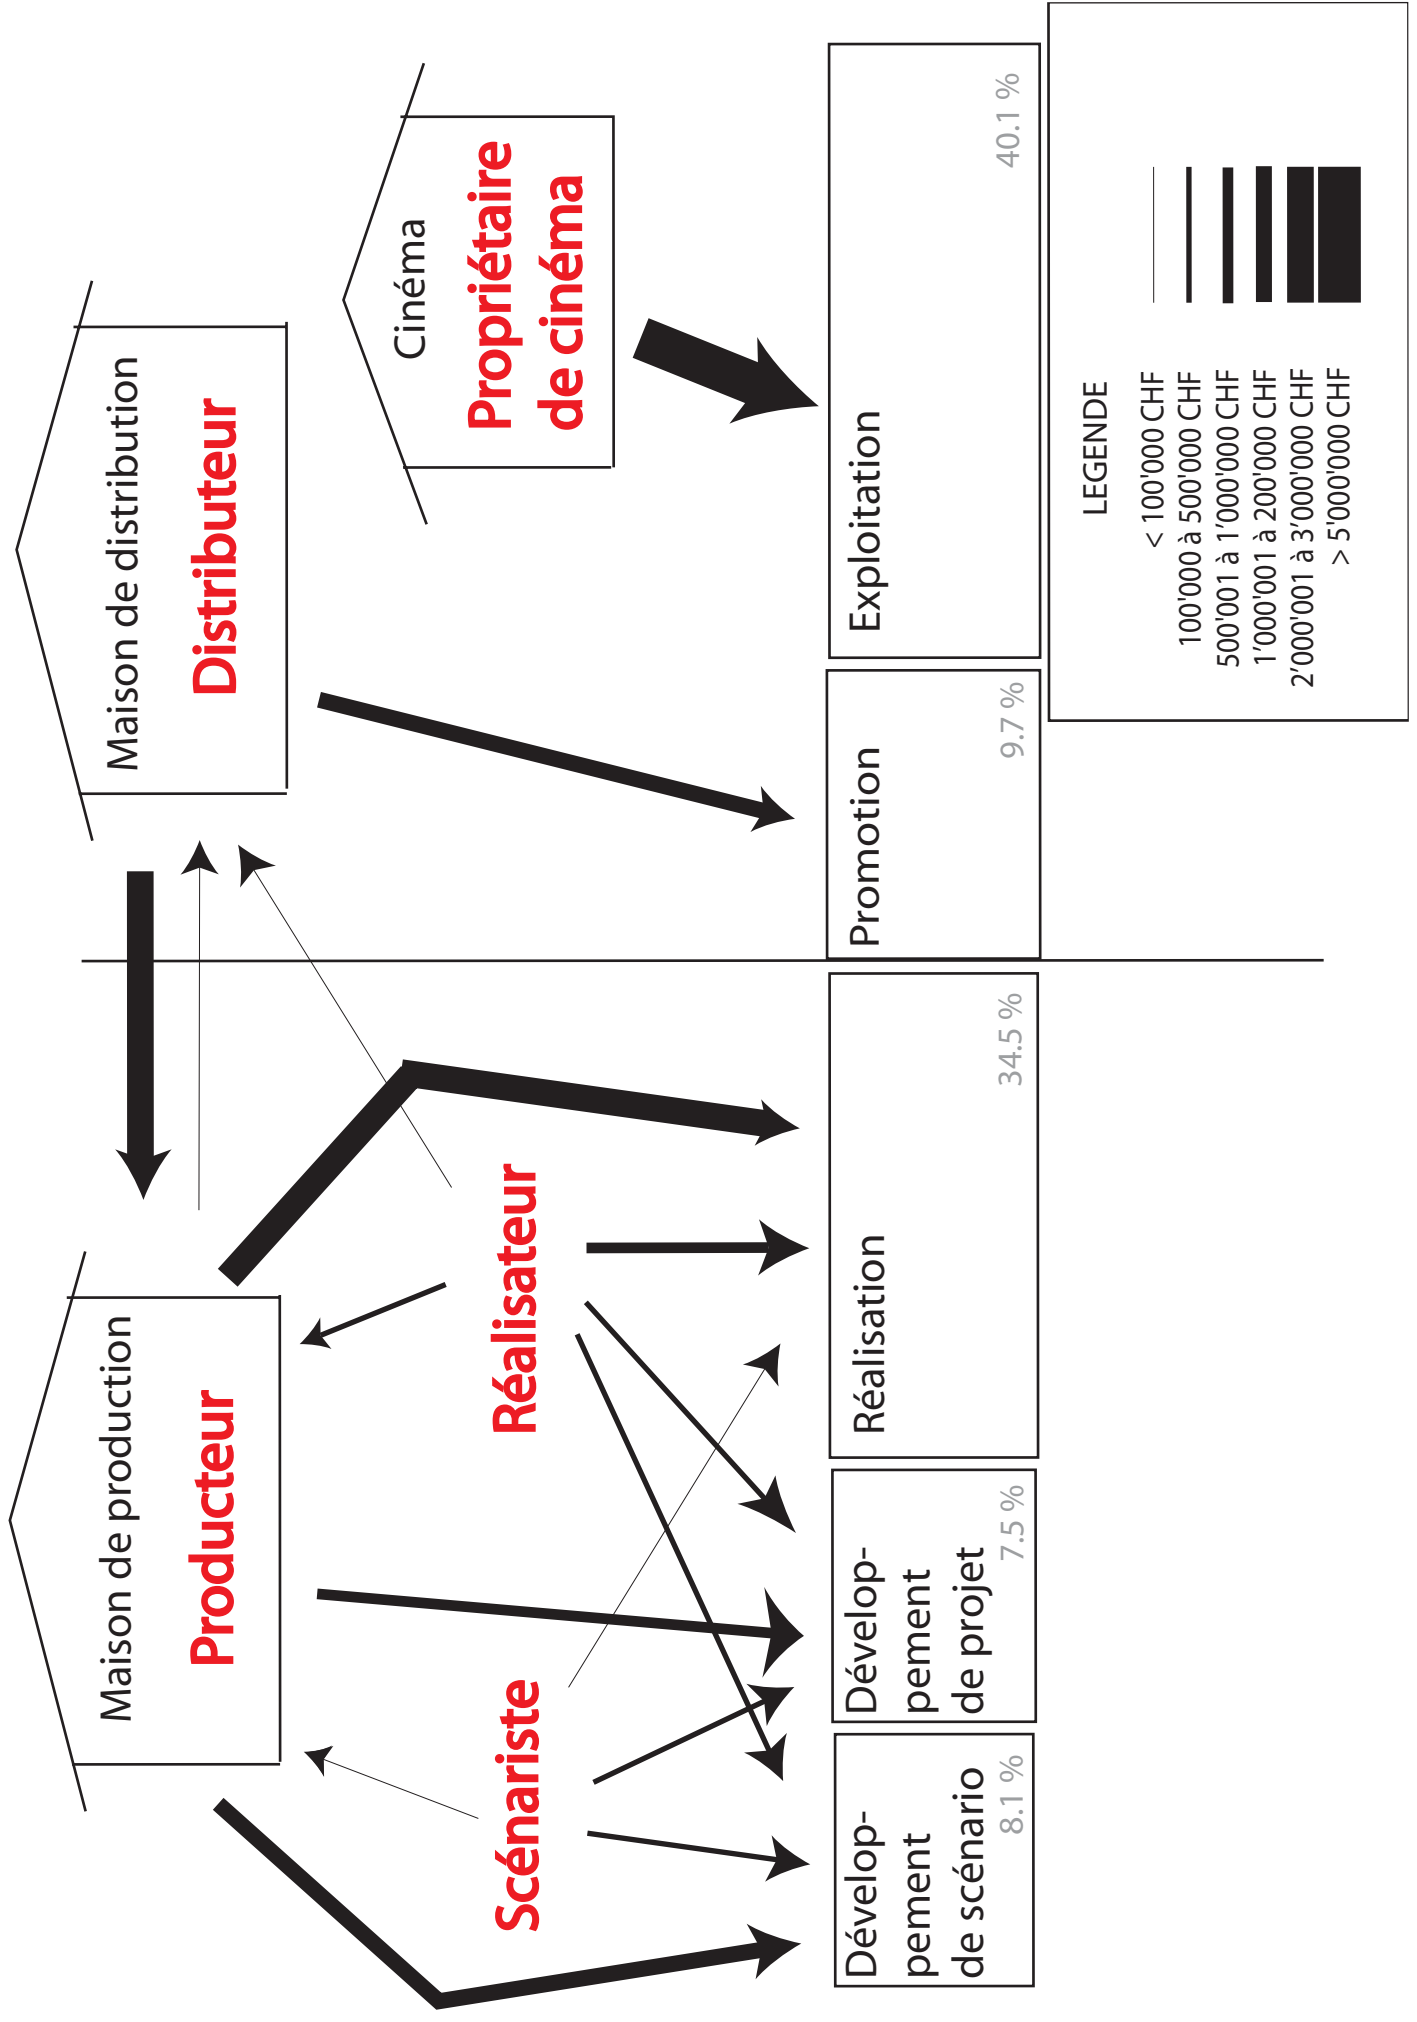 Maison de production
Producteur
Maison de distribution
Distributeur
Cinéma
Propriétaire
de cinéma
Scénariste
Réalisateur
Dévelop-
pement
de scénario
8.1 %
Dévelop-
pement
de projet
7.5 %
Réalisation
34.5 %
Promotion
9.7 %
Exploitation
40.1 %
LEGENDE
< 100'000 CHF
100'000 à 500'000 CHF
500'001 à 1’000'000 CHF
1’000’001 à 200’000 CHF
2’000'001 à 3’000’000 CHF
> 5'000'000 CHF